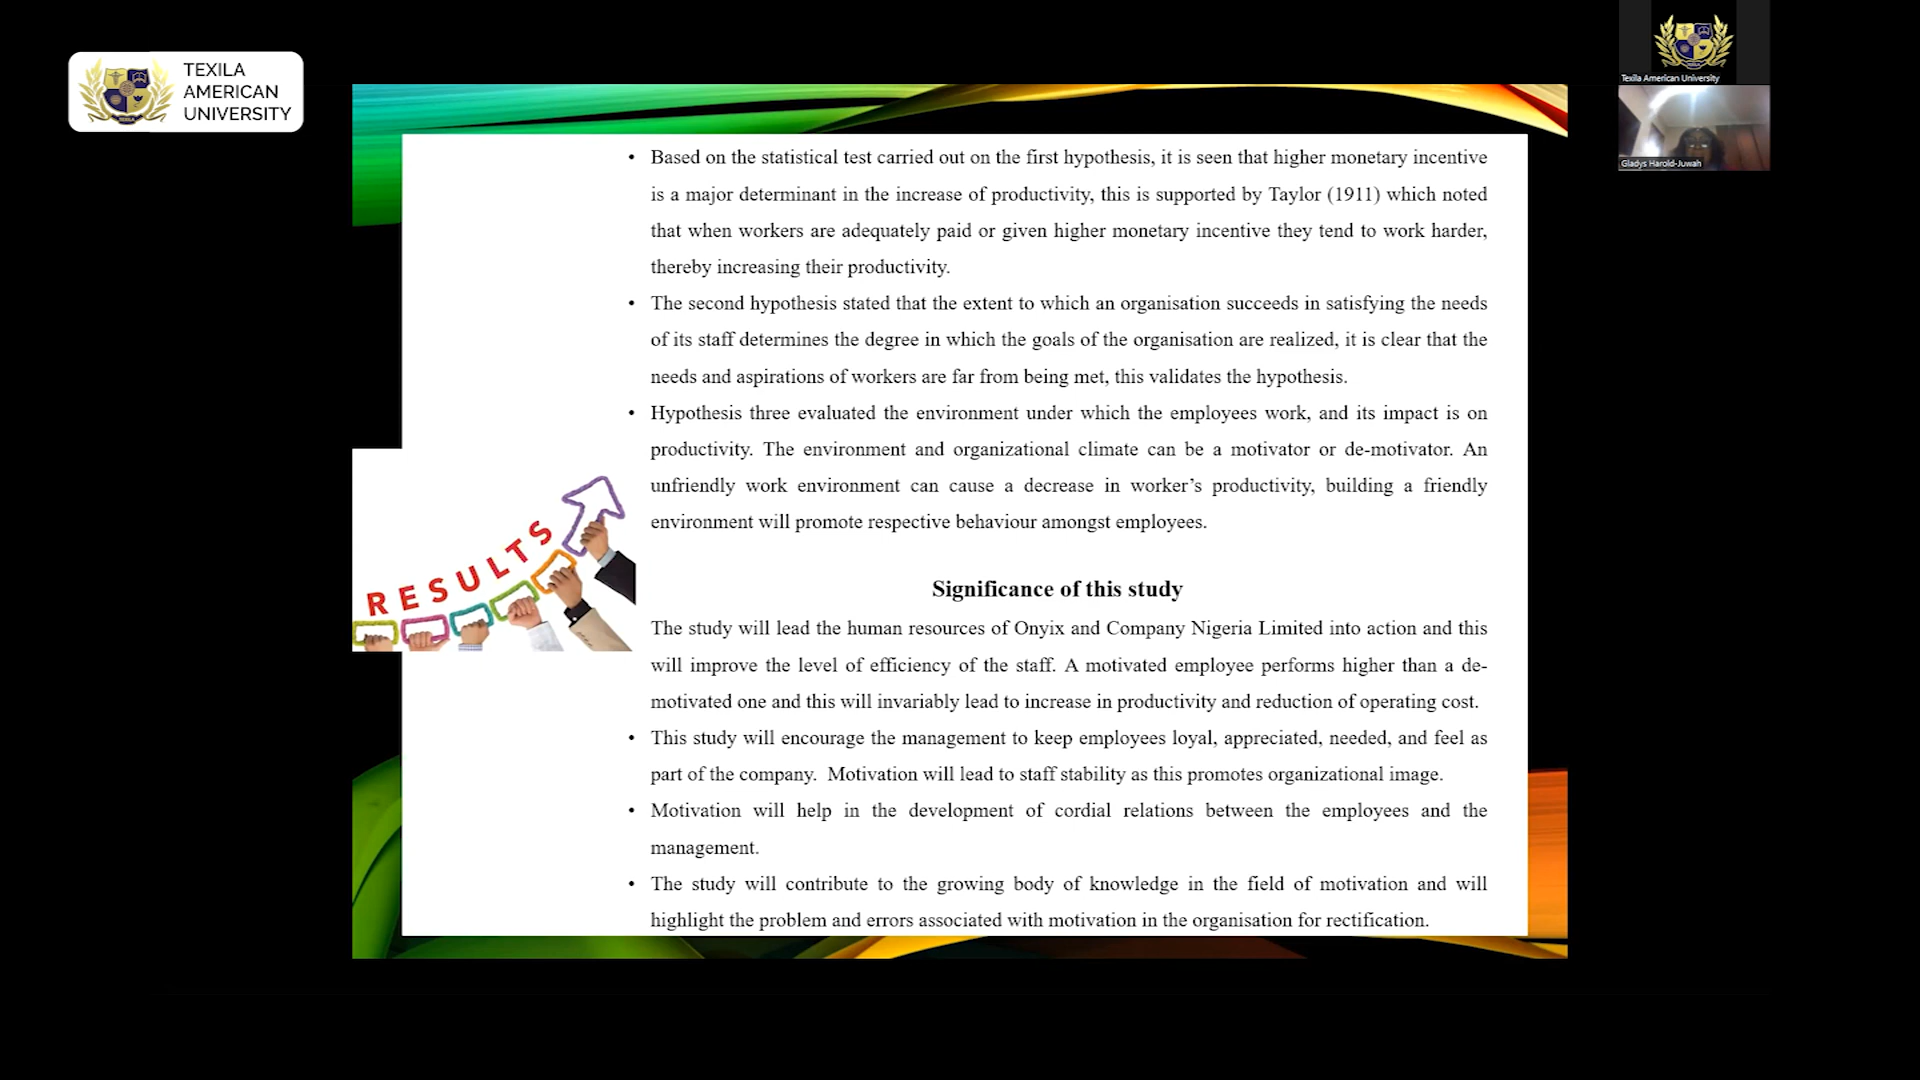 TEXILA
AMERICAN
UNIVERSITY
Texila American University
Gladys Harold-Juwah
• Based on the statistical test carried out on the first hypothesis, it is seen that higher monetary incentive
is a major determinant in the increase of productivity, this is supported by Taylor (1911) which noted
that when workers are adequately paid or given higher monetary incentive they tend to work harder,
thereby increasing their productivity.
• The second hypothesis stated that the extent to which an organisation succeeds in satisfying the needs
of its staff determines the degree in which the goals of the organisation are realized, it is clear that the
needs and aspirations of workers are far from being met, this validates the hypothesis.
• Hypothesis three evaluated the environment under which the employees work, and its impact is on
productivity. The environment and organizational climate can be a motivator or de-motivator. An
unfriendly work environment can cause a decrease in worker's productivity, building a friendly
environment will promote respective behaviour amongst employees.
RESULTS
Significance of this study
The study will lead the human resources of Onyix and Company Nigeria Limited into action and this
will improve the level of efficiency of the staff. A motivated employee performs higher than a de-
motivated one and this will invariably lead to increase in productivity and reduction of operating cost.
• This study will encourage the management to keep employees loyal, appreciated, needed, and feel as
part of the company. Motivation will lead to staff stability as this promotes organizational image.
• Motivation will help in the development of cordial relations between the employees and the
management.
• The study will contribute to the growing body of knowledge in the field of motivation and will
highlight the problem and errors associated with motivation in the organisation for rectification.